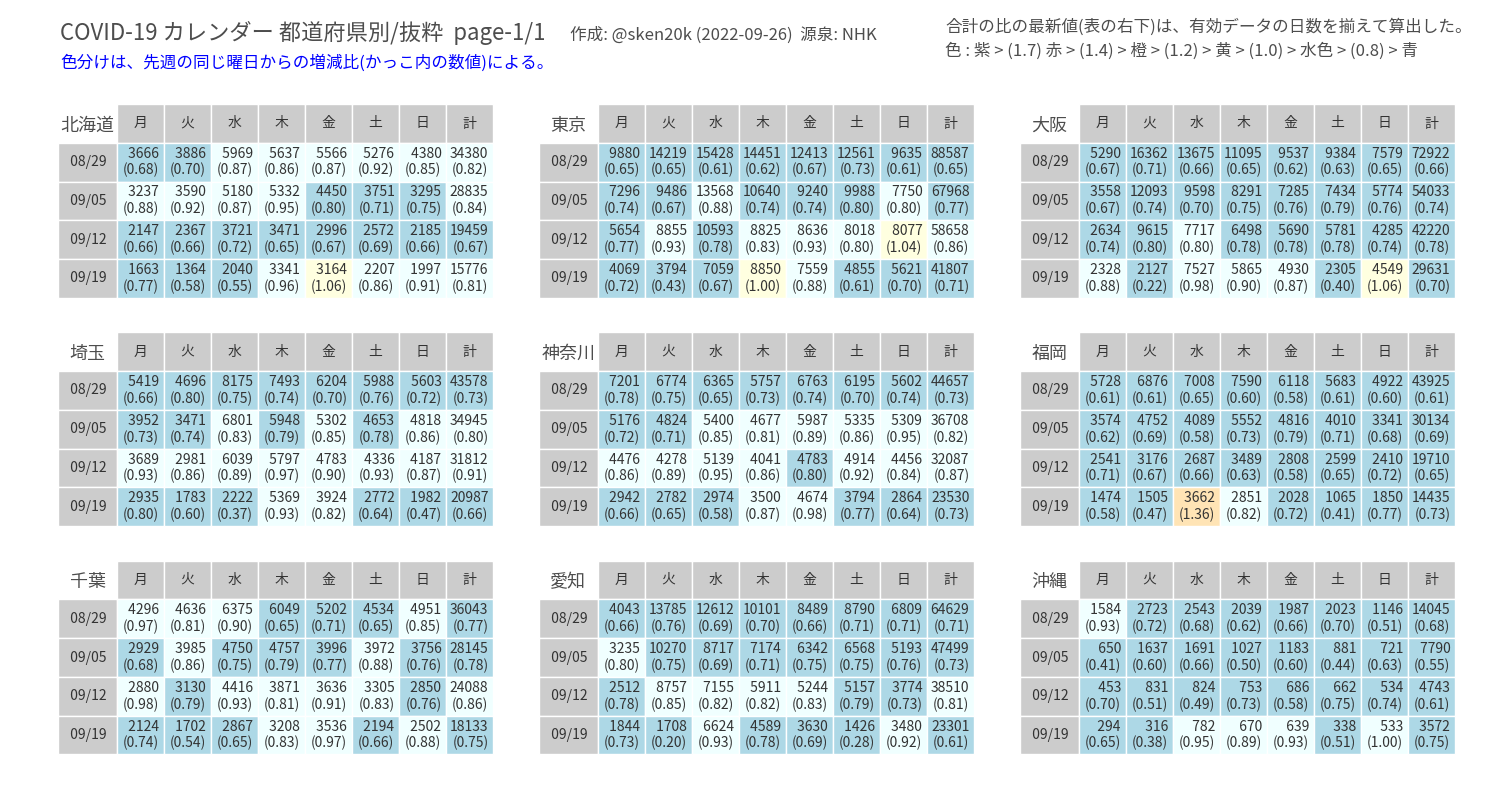 COVID-19 カレンダー 都道府県別/抜粋 page-1/1
作成: @sken20k (2022-09-26) 源泉: NHK
合計の比の最新値(表の右下)は、有効データの日数を揃えて算出した。
色分けは、先週の同じ曜日からの増減比(かっこ内の数値)による。
色 : 紫 > (1.7) 赤 > (1.4) > 橙 > (1.2) > 黄 > (1.0) > 水色 > (0.8) > 青
北海道 月 火 水 木 金 土 日 計
08/29 3666 3886 5969 5637 5566 5276 4380 34380
(0.68) (0.70) (0.87) (0.86) (0.87) (0.92) (0.85) (0.82)
09/05 3237 3590 5180 5332 4450 3751 3295 28835
(0.88) (0.92) (0.87) (0.95) (0.80) (0.71) (0.75) (0.84)
09/12 2147 2367 3721 3471 2996 2572 2185 19459
(0.66) (0.66) (0.72) (0.65) (0.67) (0.69) (0.66) (0.67)
09/19 1663 1364 2040 3341 3164 2207 1997 15776
(0.77) (0.58) (0.55) (0.96) (1.06) (0.86) (0.91) (0.81)
東京 月 火 水 木 金 土 日 計
08/29 9880 14219 15428 14451 12413 12561 9635 88587
(0.65) (0.65) (0.61) (0.62) (0.67) (0.73) (0.61) (0.65)
09/05 7296 9486 13568 10640 9240 9988 7750 67968
(0.74) (0.67) (0.88) (0.74) (0.74) (0.80) (0.80) (0.77)
09/12 5654 8855 10593 8825 8636 8018 8077 58658
(0.77) (0.93) (0.78) (0.83) (0.93) (0.80) (1.04) (0.86)
09/19 4069 3794 7059 8850 7559 4855 5621 41807
(0.72) (0.43) (0.67) (1.00) (0.88) (0.61) (0.70) (0.71)
大阪 月 火 水 木 金 土 日 計
08/29 5290 16362 13675 11095 9537 9384 7579 72922
(0.67) (0.71) (0.66) (0.65) (0.62) (0.63) (0.65) (0.66)
09/05 3558 12093 9598 8291 7285 7434 5774 54033
(0.67) (0.74) (0.70) (0.75) (0.76) (0.79) (0.76) (0.74)
09/12 2634 9615 7717 6498 5690 5781 4285 42220
(0.74) (0.80) (0.80) (0.78) (0.78) (0.78) (0.74) (0.78)
09/19 2328 2127 7527 5865 4930 2305 4549 29631
(0.88) (0.22) (0.98) (0.90) (0.87) (0.40) (1.06) (0.70)
埼玉 月 火 水 木 金 土 日 計
08/29 5419 4696 8175 7493 6204 5988 5603 43578
(0.66) (0.80) (0.75) (0.74) (0.70) (0.76) (0.72) (0.73)
09/05 3952 3471 6801 5948 5302 4653 4818 34945
(0.73) (0.74) (0.83) (0.79) (0.85) (0.78) (0.86) (0.80)
09/12 3689 2981 6039 5797 4783 4336 4187 31812
(0.93) (0.86) (0.89) (0.97) (0.90) (0.93) (0.87) (0.91)
09/19 2935 1783 2222 5369 3924 2772 1982 20987
(0.80) (0.60) (0.37) (0.93) (0.82) (0.64) (0.47) (0.66)
神奈川 月 火 水 木 金 土 日 計
08/29 7201 6774 6365 5757 6763 6195 5602 44657
(0.78) (0.75) (0.65) (0.73) (0.74) (0.70) (0.74) (0.73)
09/05 5176 4824 5400 4677 5987 5335 5309 36708
(0.72) (0.71) (0.85) (0.81) (0.89) (0.86) (0.95) (0.82)
09/12 4476 4278 5139 4041 4783 4914 4456 32087
(0.86) (0.89) (0.95) (0.86) (0.80) (0.92) (0.84) (0.87)
09/19 2942 2782 2974 3500 4674 3794 2864 23530
(0.66) (0.65) (0.58) (0.87) (0.98) (0.77) (0.64) (0.73)
福岡 月 火 水 木 金 土 日 計
08/29 5728 6876 7008 7590 6118 5683 4922 43925
(0.61) (0.61) (0.65) (0.60) (0.58) (0.61) (0.60) (0.61)
09/05 3574 4752 4089 5552 4816 4010 3341 30134
(0.62) (0.69) (0.58) (0.73) (0.79) (0.71) (0.68) (0.69)
09/12 2541 3176 2687 3489 2808 2599 2410 19710
(0.71) (0.67) (0.66) (0.63) (0.58) (0.65) (0.72) (0.65)
09/19 1474 1505 3662 2851 2028 1065 1850 14435
(0.58) (0.47) (1.36) (0.82) (0.72) (0.41) (0.77) (0.73)
千葉 月 火 水 木 金 土 日 計
08/29 4296 4636 6375 6049 5202 4534 4951 36043
(0.97) (0.81) (0.90) (0.65) (0.71) (0.65) (0.85) (0.77)
09/05 2929 3985 4750 4757 3996 3972 3756 28145
(0.68) (0.86) (0.75) (0.79) (0.77) (0.88) (0.76) (0.78)
09/12 2880 3130 4416 3871 3636 3305 2850 24088
(0.98) (0.79) (0.93) (0.81) (0.91) (0.83) (0.76) (0.86)
09/19 2124 1702 2867 3208 3536 2194 2502 18133
(0.74) (0.54) (0.65) (0.83) (0.97) (0.66) (0.88) (0.75)
愛知 月 火 水 木 金 土 日 計
08/29 4043 13785 12612 10101 8489 8790 6809 64629
(0.66) (0.76) (0.69) (0.70) (0.66) (0.71) (0.71) (0.71)
09/05 3235 10270 8717 7174 6342 6568 5193 47499
(0.80) (0.75) (0.69) (0.71) (0.75) (0.75) (0.76) (0.73)
09/12 2512 8757 7155 5911 5244 5157 3774 38510
(0.78) (0.85) (0.82) (0.82) (0.83) (0.79) (0.73) (0.81)
09/19 1844 1708 6624 4589 3630 1426 3480 23301
(0.73) (0.20) (0.93) (0.78) (0.69) (0.28) (0.92) (0.61)
沖縄 月 火 水 木 金 土 日 計
08/29 1584 2723 2543 2039 1987 2023 1146 14045
(0.93) (0.72) (0.68) (0.62) (0.66) (0.70) (0.51) (0.68)
09/05 650 1637 1691 1027 1183 881 721 7790
(0.41) (0.60) (0.66) (0.50) (0.60) (0.44) (0.63) (0.55)
09/12 453 831 824 753 686 662 534 4743
(0.70) (0.51) (0.49) (0.73) (0.58) (0.75) (0.74) (0.61)
09/19 294 316 782 670 639 338 533 3572
(0.65) (0.38) (0.95) (0.89) (0.93) (0.51) (1.00) (0.75)